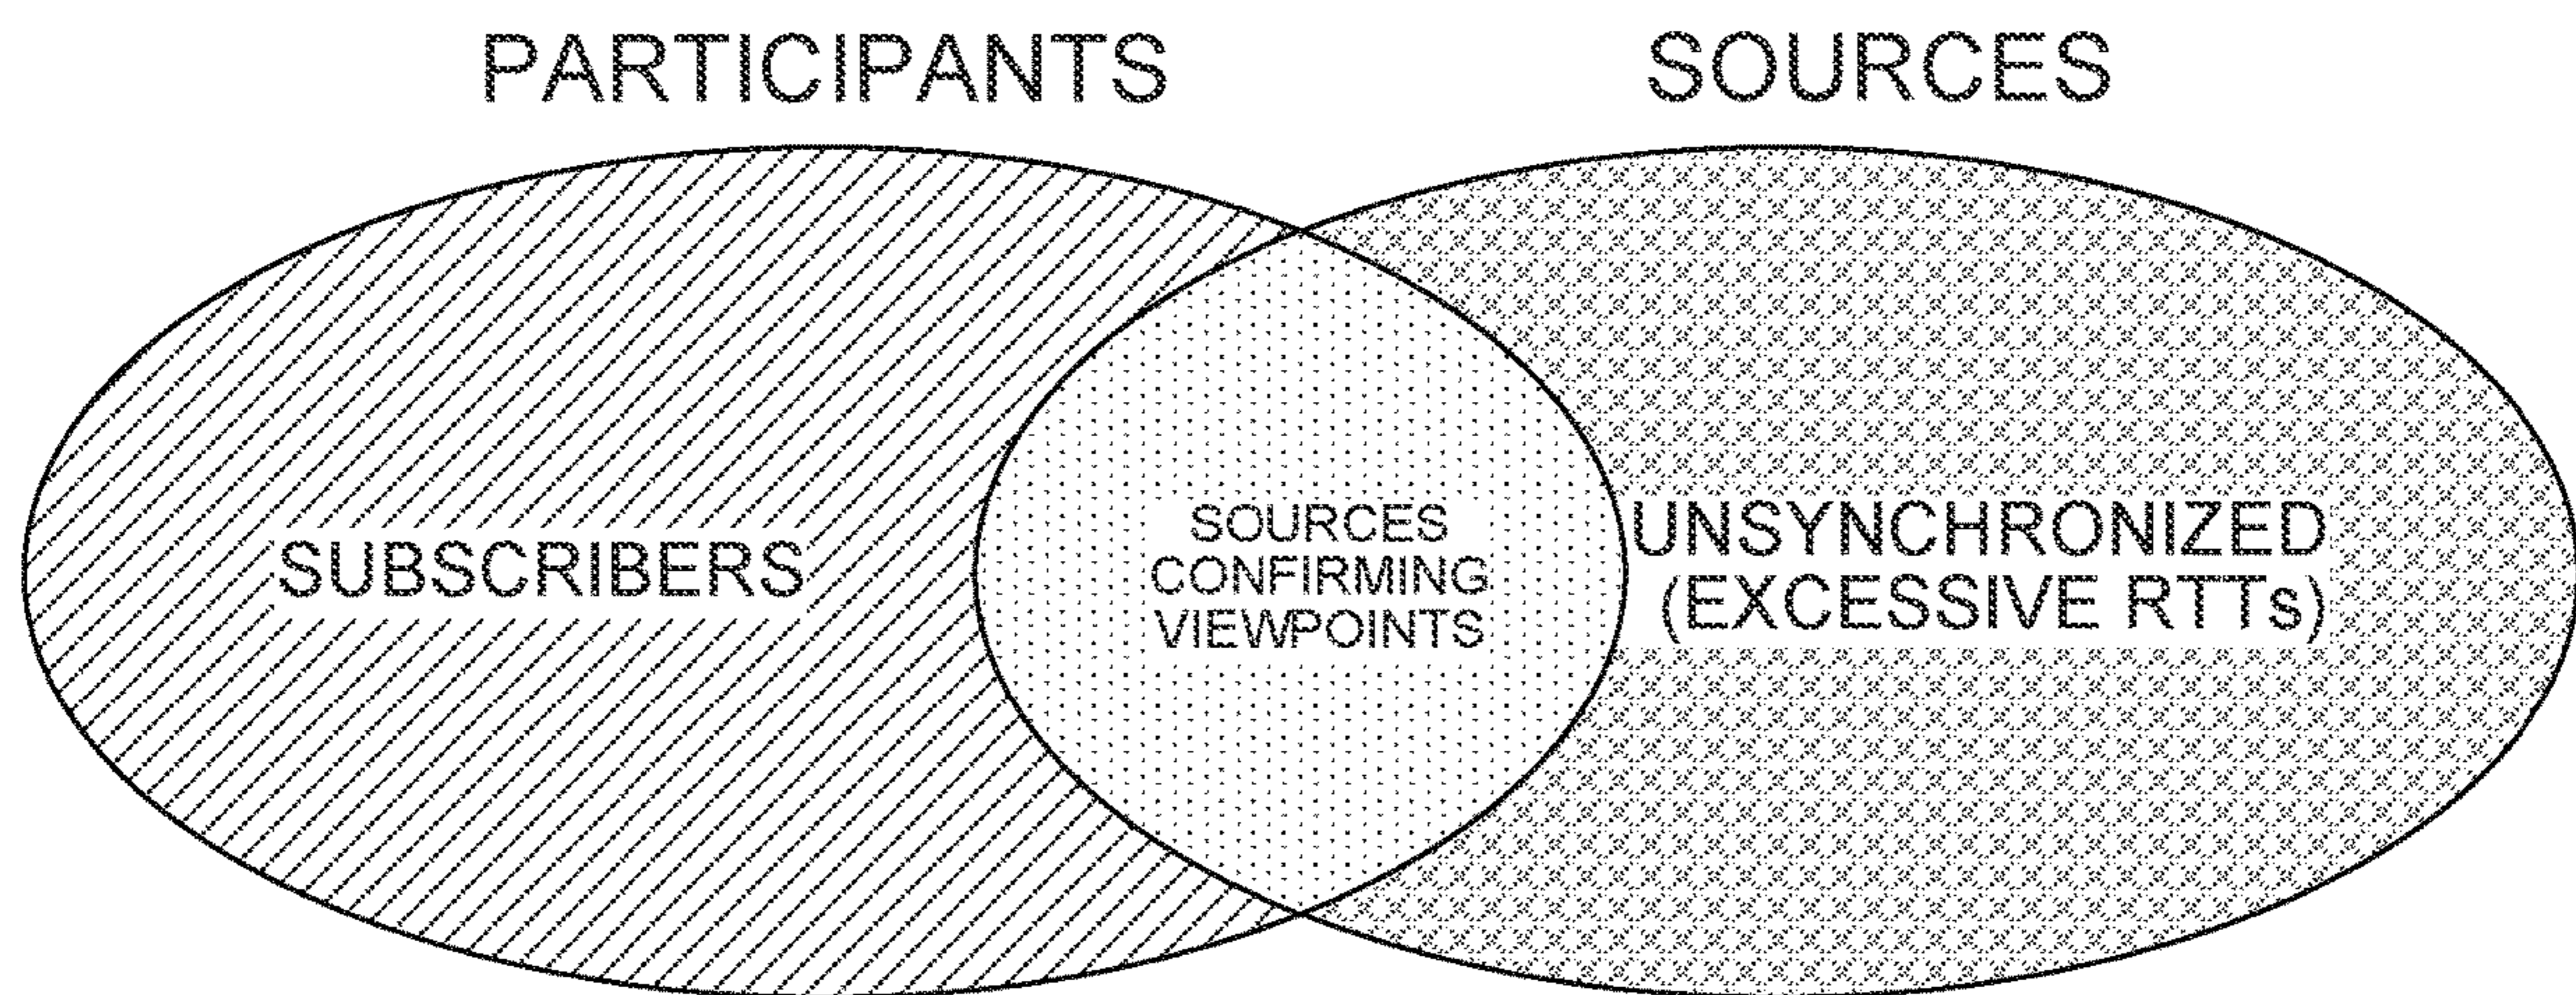 PARTICIPANTS
SOURCES
SUBSCRIBERS
SOURCES
CONFIRMING
VIEWPOINTS
UNSYNCHRONIZED
(EXCESSIVE RTTs)